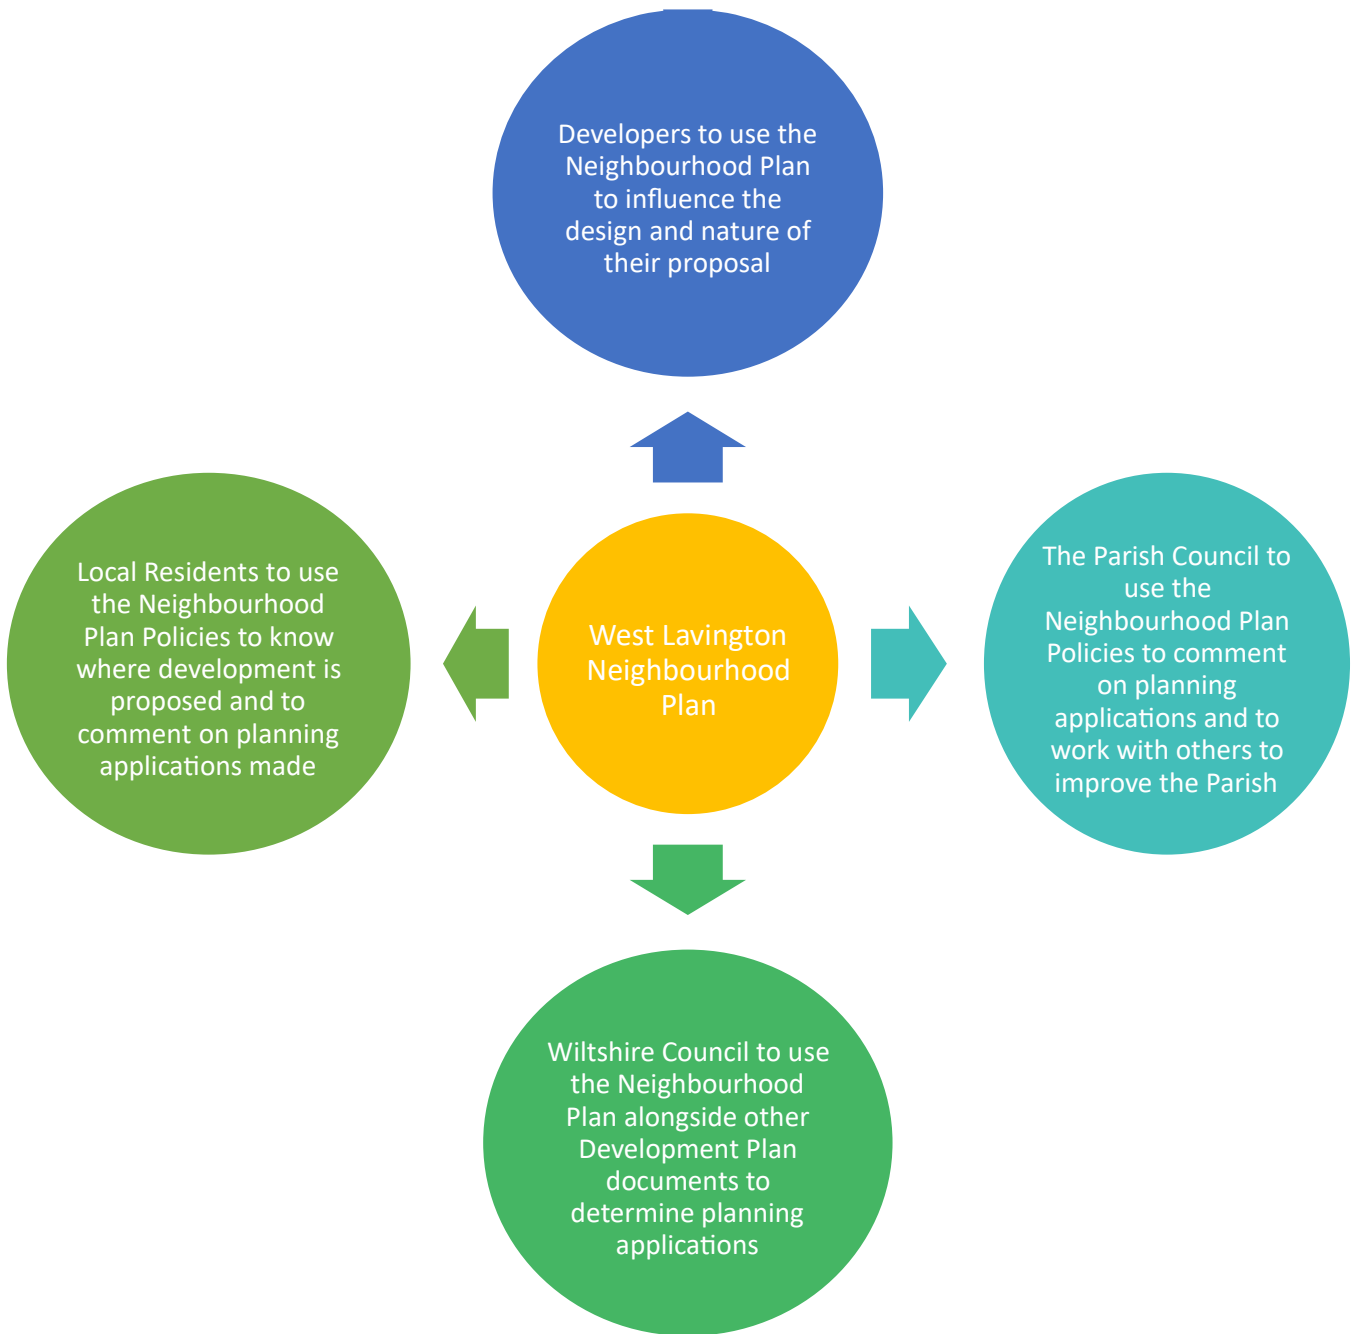 Developers to use the
Neighbourhood Plan
to influence the
design and nature of
their proposal
Local Residents to use
the Neighbourhood
Plan Policies to know
where development is
proposed and to
comment on planning
applications made
West Lavington
Neighbourhood
Plan
The Parish Council to
use the
Neighbourhood Plan
Policies to comment
on planning
applications and to
work with others to
improve the Parish
Wiltshire Council to use
the Neighbourhood
Plan alongside other
Development Plan
documents to
determine planning
applications